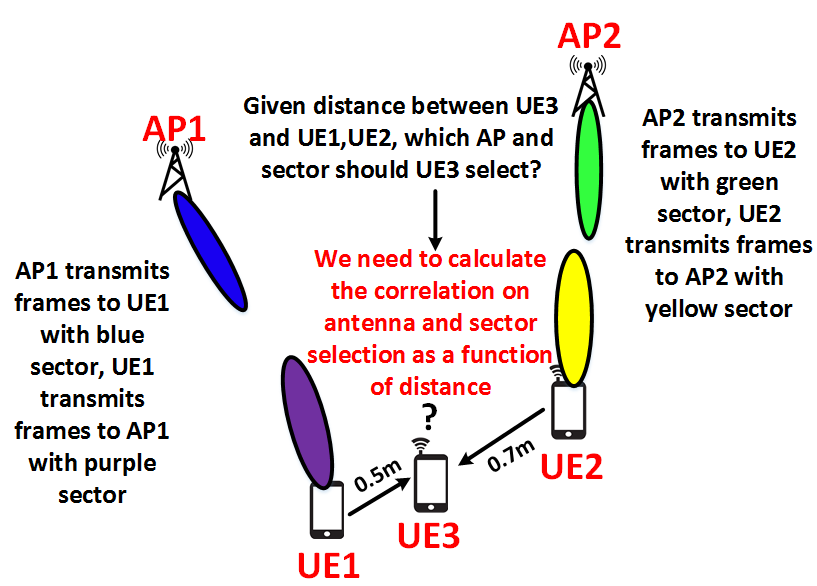 AP2
AP1
Given distance between UE3
and UE1,UE2, which AP and
sector should UE3 select?
AP2 transmits
frames to UE2
with green
sector, UE2
transmits frames
to AP2 with
yellow sector
AP1 transmits
frames to UE1
with blue
sector, UE1
transmits
frames to AP1
with purple
sector
We need to calculate
the correlation on
antenna and sector
selection as a function
of distance
?
0.5m
0.7m
UE2
UE3
UE1